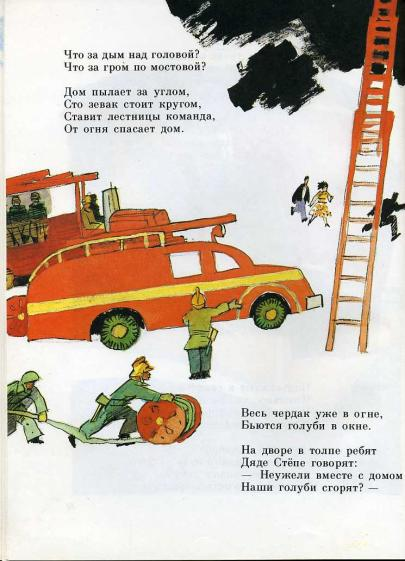 Что за дым над головой?
Что за гром по мостовой?
Дом пылает за углом,
Сто зевак стоит кругом,
Ставит лестницы команда,
От огня спасает дом.
Весь чердак уже в огне,
Бьются голуби в окне.
На дворе в толпе ребят
Дяде Стёпе говорят:
— Неужели вместе с домом
Наши голуби сгорят? —